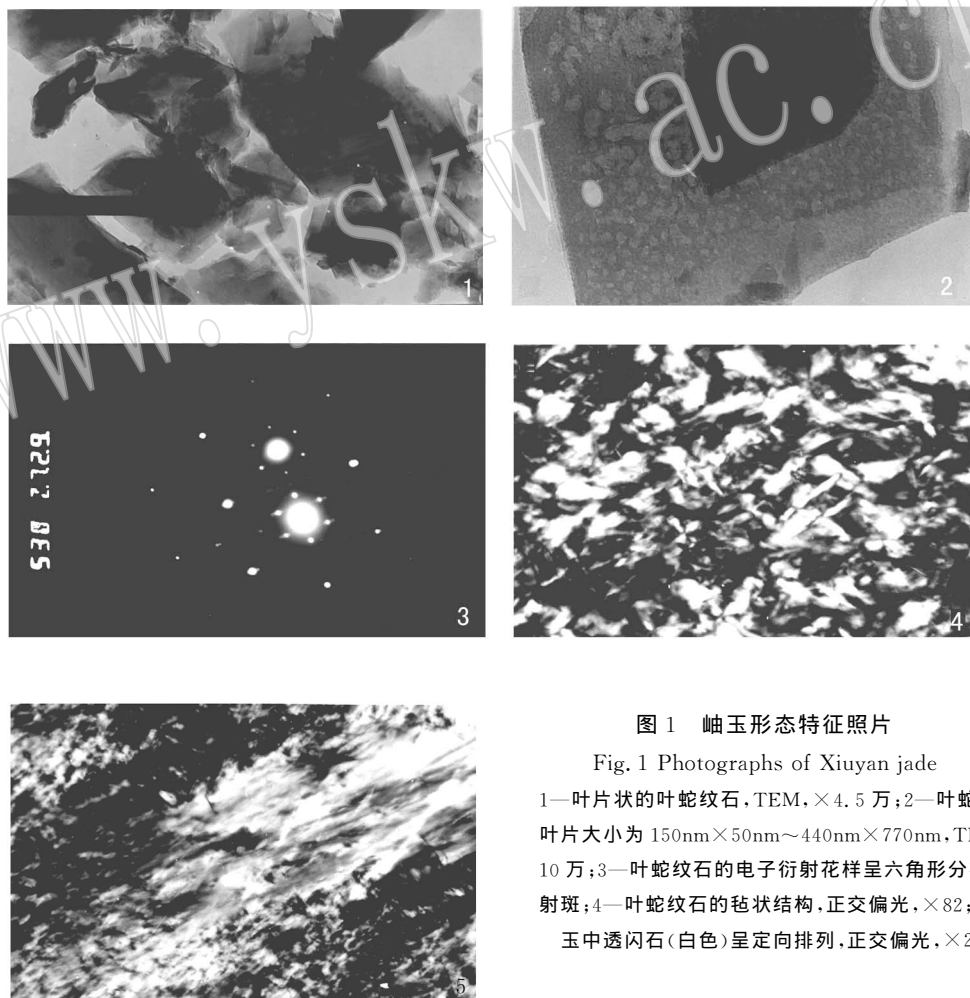 www.yskw.ac.c
1
2
6212 0E5
3
4
5
图 1 岫玉形态特征照片
Fig. 1 Photographs of Xiuyan jade
1—叶片状的叶蛇纹石,TEM,×4.5 万;2—叶蛇
叶片大小为 150nm×50nm~440nm×770nm,TE
10 万;3—叶蛇纹石的电子衍射花样呈六角形分
射斑;4—叶蛇纹石的毡状结构,正交偏光,×82;
玉中透闪石(白色)呈定向排列,正交偏光,×2